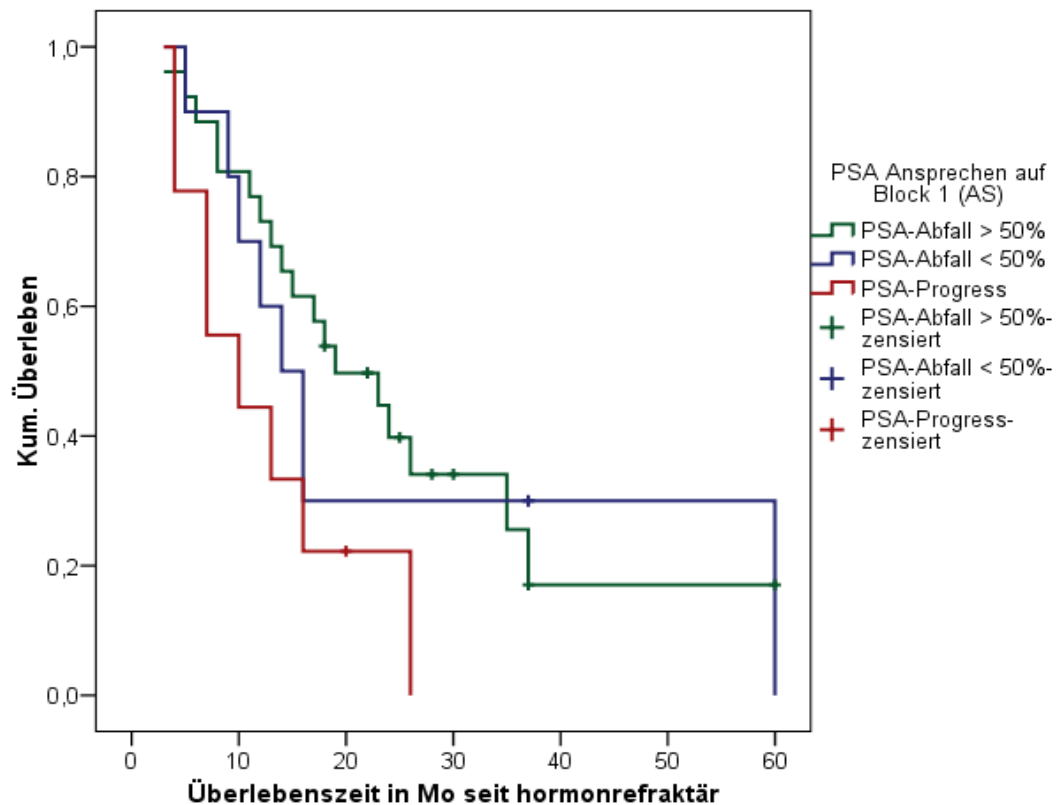 1,0
0,8
0,6
0,4
0,2
0,0
Kum. Überleben
0 10 20 30 40 50 60
Überlebenszeit in Mo seit hormonrefraktär
PSA Ansprechen auf
Block 1 (AS)
PSA-Abfall > 50%
PSA-Abfall < 50%
PSA-Progress
PSA-Abfall > 50%-
zensiert
PSA-Abfall < 50%-
zensiert
PSA-Progress-
zensiert